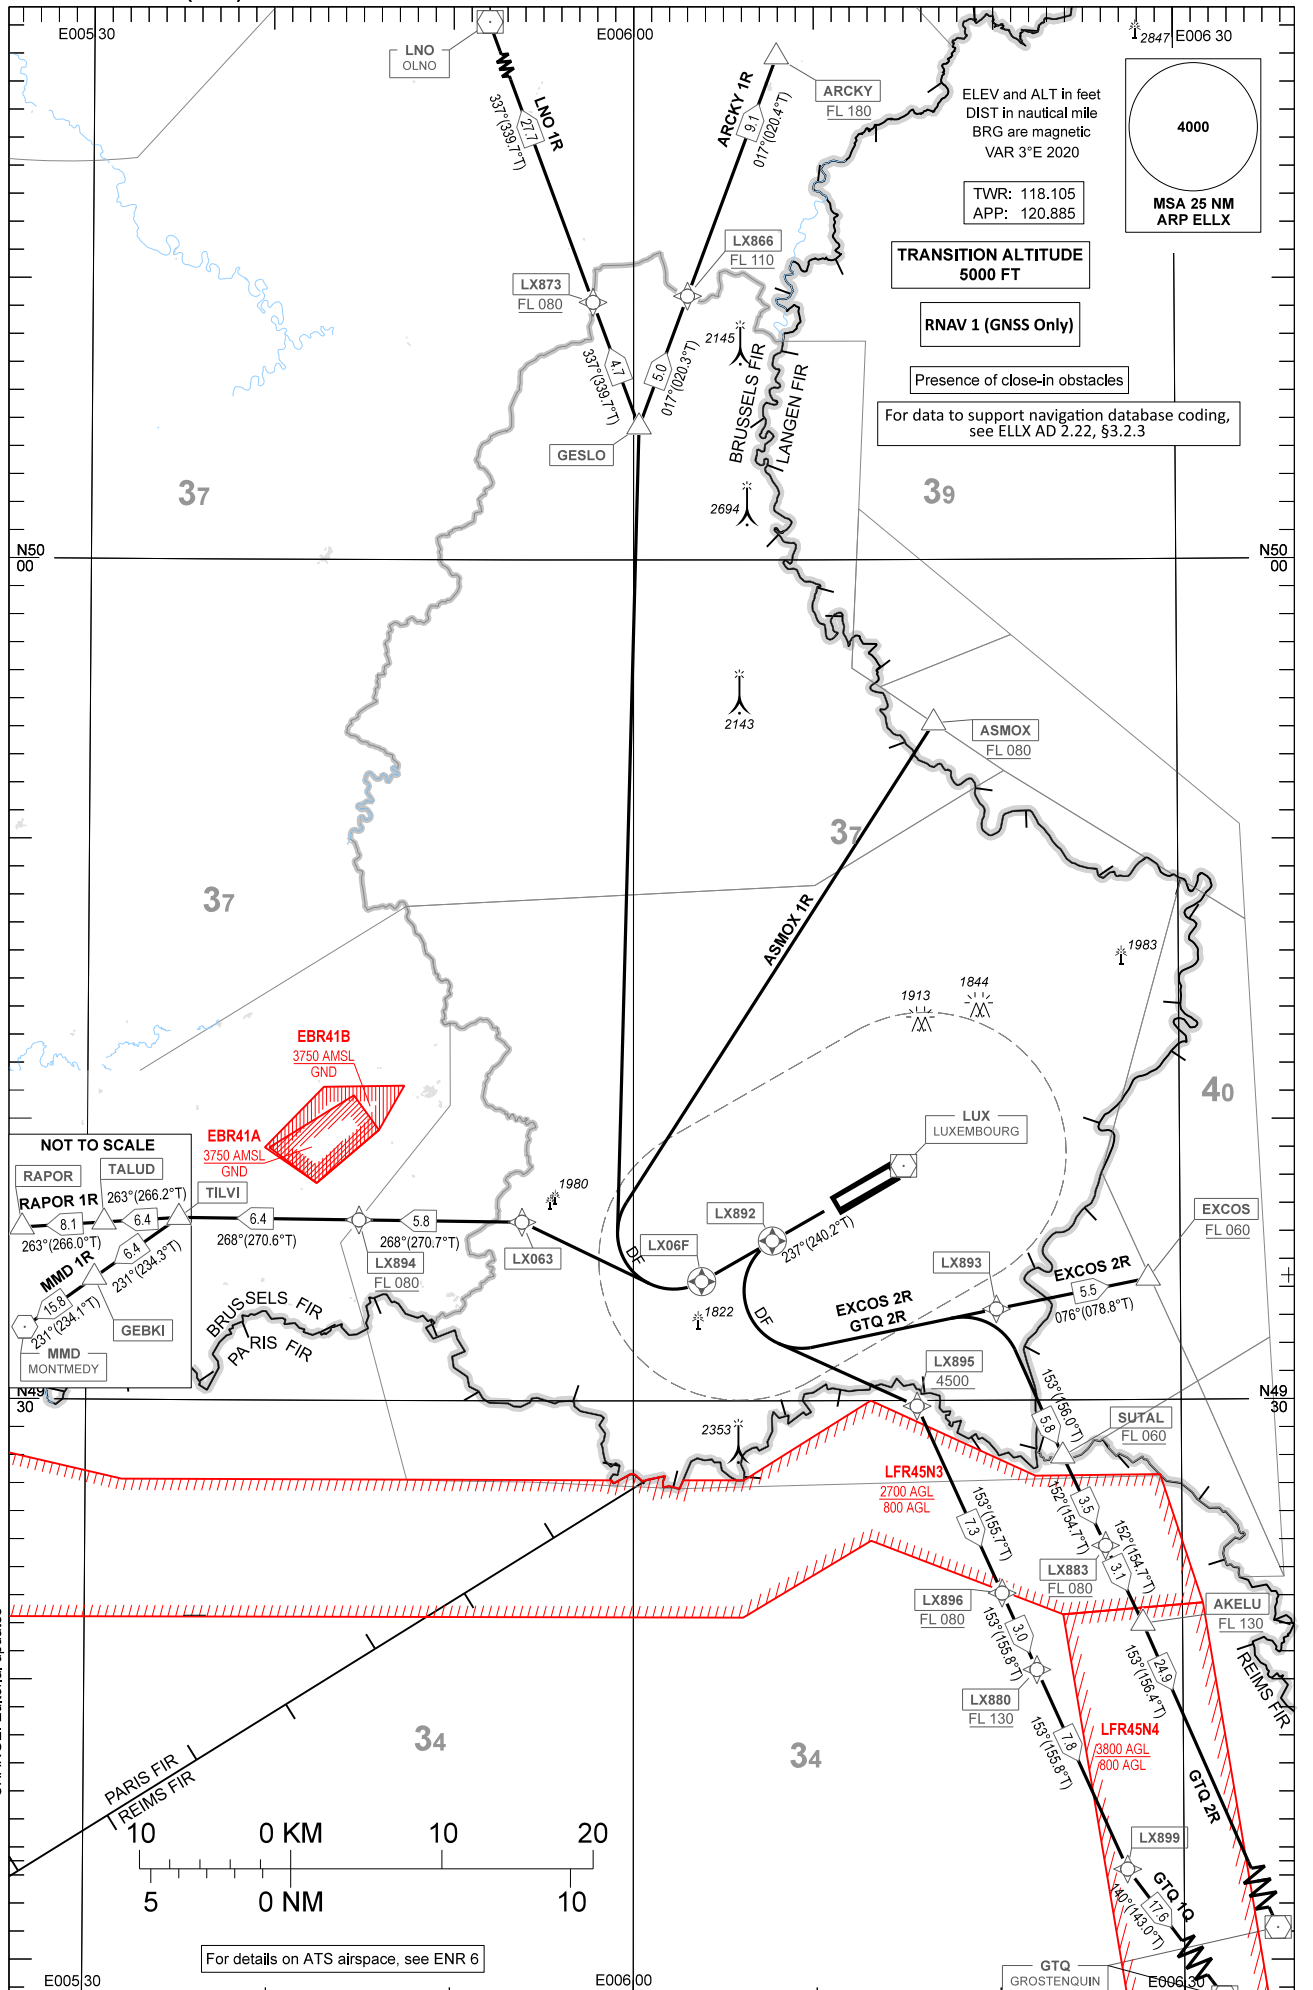 E005 30
E006 00
2847
E006 30
LNO
OLNO
ARCKY
FL 180
ELEV and ALT in feet
DIST in nautical mile
BRG are magnetic
VAR 3°E 2020
4000
MSA 25 NM
ARP ELLX
TWR: 118.105
APP: 120.885
LNO 1R
27.7
337°(339.7°T)
ARCKY 1R
9.1
017°(020.4°T)
LX866
FL 110
TRANSITION ALTITUDE
5000 FT
LX873
FL 080
RNAV 1 (GNSS Only)
2145
4.7
337°(339.7°T)
5.0
017°(020.3°T)
BRUSSELS FIR
LANGEN FIR
Presence of close-in obstacles
For data to support navigation database coding,
see ELLX AD 2.22, §3.2.3
GESLO
37
39
2694
N50
00
N50
00
2143
ASMOX
FL 080
37
37
ASMOX 1R
1983
1913
1844
EBR41B
3750 AMSL
GND
40
EBR41A
3750 AMSL
GND
LUX
LUXEMBOURG
NOT TO SCALE
RAPOR
TALUD
TILVI
RAPOR 1R
263°(266.2°T)
8.1
6.4
263°(266.0°T)
MMD 1R
6.4
231°(234.3°T)
15.8
231°(234.1°T)
GEBKI
MMD
MONTMEDY
6.4
268°(270.6°T)
5.8
268°(270.7°T)
1980
LX894
FL 080
LX063
LX892
LX06F
237°(240.2°T)
DF
DF
1822
EXCOS
FL 060
LX893
EXCOS 2R
5.5
076°(078.8°T)
EXCOS 2R
GTQ 2R
BRUSSELS FIR
PARIS FIR
LX895
4500
N49
30
N49
30
153°(156.0°T)
5.8
SUTAL
FL 060
2353
LFR45N3
2700 AGL
800 AGL
153°(155.7°T)
7.3
3.5
152°(154.7°T)
152°(154.7°T)
3.1
LX883
FL 080
LX896
FL 080
AKELU
FL 130
3.0
153°(155.8°T)
24.9
153°(156.4°T)
REIMS FIR
LX880
FL 130
34
34
7.8
153°(155.8°T)
LFR45N4
3800 AGL
800 AGL
PARIS FIR
REIMS FIR
GTQ 2R
10 0 KM 10 20
5 0 NM 10
LX899
GTQ 1Q
17.6
140°(143.0°T)
For details on ATS airspace, see ENR 6
GTQ
GROSTENQUIN
E005 30
E006 00
E006 30